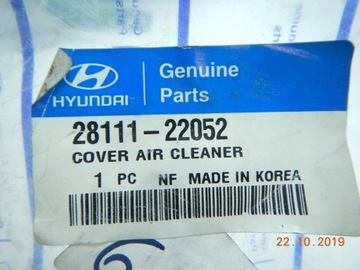 HYUNDAI
Genuine
Parts
28111-22052
COVER AIR CLEANER
1 PC NF MADE IN KOREA
22.10.2019